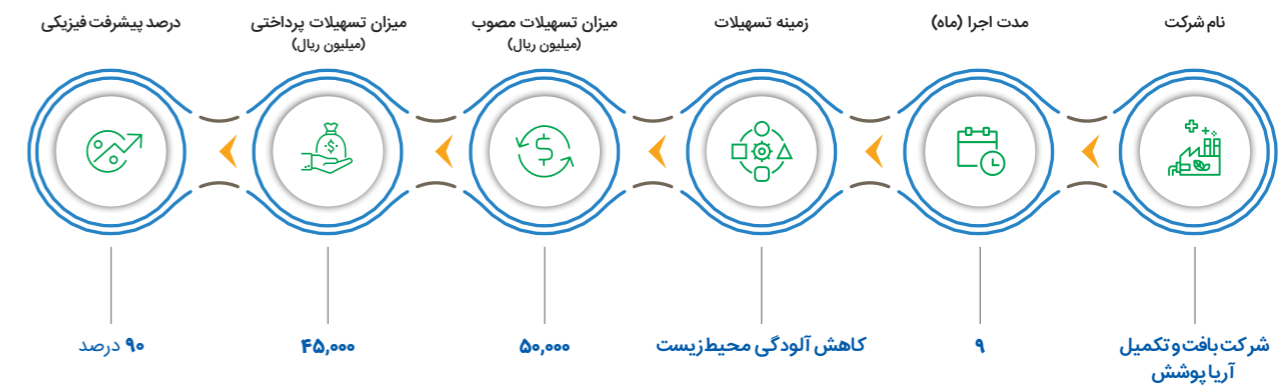 نام شرکت
مدت اجرا (ماه)
زمینه تسهیلات
میزان تسهیلات مصوب
(میلیون ریال)
میزان تسهیلات پرداختی
(میلیون ریال)
درصد پیشرفت فیزیکی
شرکت بافت و تکمیل
آریا پوشش
۹
کاهش آلودگی محیط زیست
۵۰,۰۰۰
۴۵,۰۰۰
۹۰ درصد